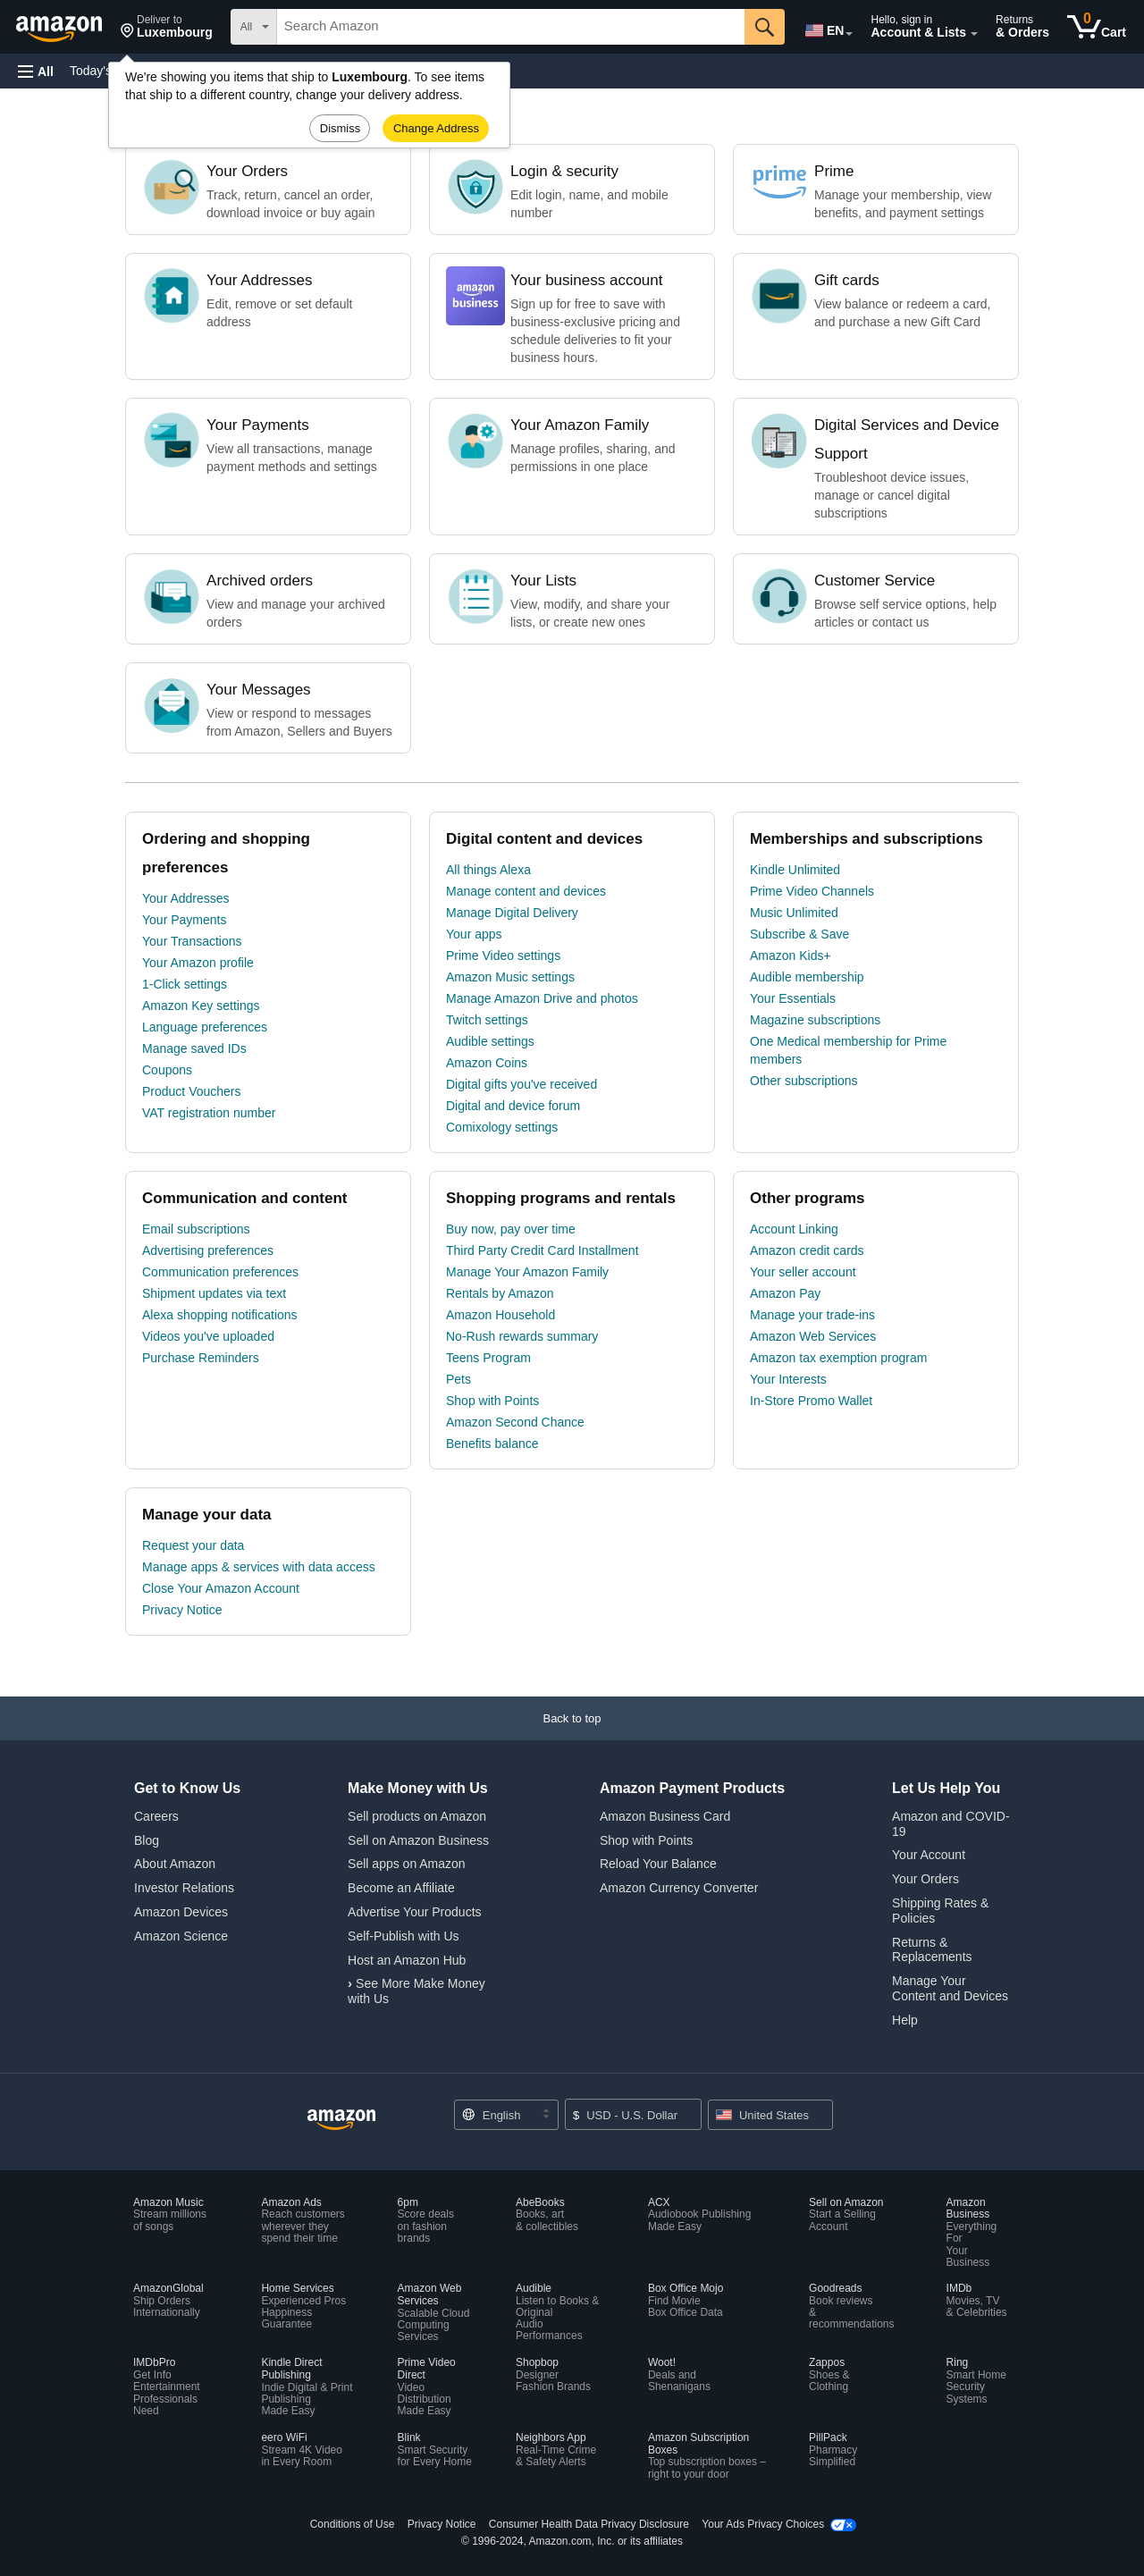 amazon
Deliver to
Luxembourg
All
Search Amazon
EN
Hello, sign in
Account & Lists
Returns
& Orders
0
Cart
All
Today's
We're showing you items that ship to Luxembourg. To see items
that ship to a different country, change your delivery address.
Dismiss
Change Address
Your Orders
Track, return, cancel an order,
download invoice or buy again
Login & security
Edit login, name, and mobile
number
prime
Prime
Manage your membership, view
benefits, and payment settings
Your Addresses
Edit, remove or set default
address
amazon
business
Your business account
Sign up for free to save with
business-exclusive pricing and
schedule deliveries to fit your
business hours.
Gift cards
View balance or redeem a card,
and purchase a new Gift Card
Your Payments
View all transactions, manage
payment methods and settings
Your Amazon Family
Manage profiles, sharing, and
permissions in one place
Digital Services and Device
Support
Troubleshoot device issues,
manage or cancel digital
subscriptions
Archived orders
View and manage your archived
orders
Your Lists
View, modify, and share your
lists, or create new ones
Customer Service
Browse self service options, help
articles or contact us
Your Messages
View or respond to messages
from Amazon, Sellers and Buyers
Ordering and shopping
preferences
Your Addresses
Your Payments
Your Transactions
Your Amazon profile
1-Click settings
Amazon Key settings
Language preferences
Manage saved IDs
Coupons
Product Vouchers
VAT registration number
Digital content and devices
All things Alexa
Manage content and devices
Manage Digital Delivery
Your apps
Prime Video settings
Amazon Music settings
Manage Amazon Drive and photos
Twitch settings
Audible settings
Amazon Coins
Digital gifts you've received
Digital and device forum
Comixology settings
Memberships and subscriptions
Kindle Unlimited
Prime Video Channels
Music Unlimited
Subscribe & Save
Amazon Kids+
Audible membership
Your Essentials
Magazine subscriptions
One Medical membership for Prime
members
Other subscriptions
Communication and content
Email subscriptions
Advertising preferences
Communication preferences
Shipment updates via text
Alexa shopping notifications
Videos you've uploaded
Purchase Reminders
Shopping programs and rentals
Buy now, pay over time
Third Party Credit Card Installment
Manage Your Amazon Family
Rentals by Amazon
Amazon Household
No-Rush rewards summary
Teens Program
Pets
Shop with Points
Amazon Second Chance
Benefits balance
Other programs
Account Linking
Amazon credit cards
Your seller account
Amazon Pay
Manage your trade-ins
Amazon Web Services
Amazon tax exemption program
Your Interests
In-Store Promo Wallet
Manage your data
Request your data
Manage apps & services with data access
Close Your Amazon Account
Privacy Notice
Back to top
Get to Know Us
Careers
Blog
About Amazon
Investor Relations
Amazon Devices
Amazon Science
Make Money with Us
Sell products on Amazon
Sell on Amazon Business
Sell apps on Amazon
Become an Affiliate
Advertise Your Products
Self-Publish with Us
Host an Amazon Hub
› See More Make Money
with Us
Amazon Payment Products
Amazon Business Card
Shop with Points
Reload Your Balance
Amazon Currency Converter
Let Us Help You
Amazon and COVID-
19
Your Account
Your Orders
Shipping Rates &
Policies
Returns &
Replacements
Manage Your
Content and Devices
Help
amazon
English
$ USD - U.S. Dollar
United States
Amazon Music
Stream millions
of songs
Amazon Ads
Reach customers
wherever they
spend their time
6pm
Score deals
on fashion
brands
AbeBooks
Books, art
& collectibles
ACX
Audiobook Publishing
Made Easy
Sell on Amazon
Start a Selling
Account
Amazon
Business
Everything
For
Your
Business
AmazonGlobal
Ship Orders
Internationally
Home Services
Experienced Pros
Happiness
Guarantee
Amazon Web
Services
Scalable Cloud
Computing
Services
Audible
Listen to Books &
Original
Audio
Performances
Box Office Mojo
Find Movie
Box Office Data
Goodreads
Book reviews
&
recommendations
IMDb
Movies, TV
& Celebrities
IMDbPro
Get Info
Entertainment
Professionals
Need
Kindle Direct
Publishing
Indie Digital & Print
Publishing
Made Easy
Prime Video
Direct
Video
Distribution
Made Easy
Shopbop
Designer
Fashion Brands
Woot!
Deals and
Shenanigans
Zappos
Shoes &
Clothing
Ring
Smart Home
Security
Systems
eero WiFi
Stream 4K Video
in Every Room
Blink
Smart Security
for Every Home
Neighbors App
Real-Time Crime
& Safety Alerts
Amazon Subscription
Boxes
Top subscription boxes –
right to your door
PillPack
Pharmacy
Simplified
Conditions of Use
Privacy Notice
Consumer Health Data Privacy Disclosure
Your Ads Privacy Choices
© 1996-2024, Amazon.com, Inc. or its affiliates